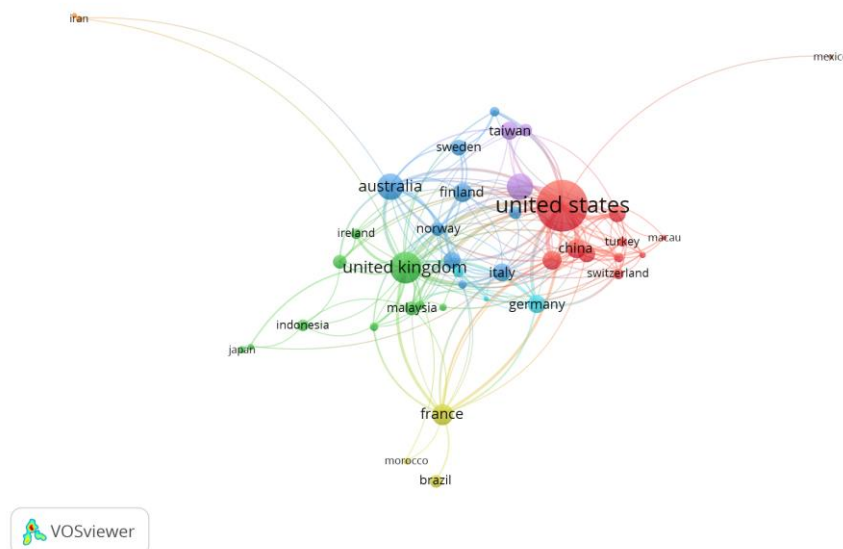 iran
mexico
taiwan
sweden
australia
finland
united states
norway
ireland
china
turkey
macau
united kingdom
italy
switzerland
malaysia
germany
indonesia
japan
france
morocco
brazil
VOSviewer